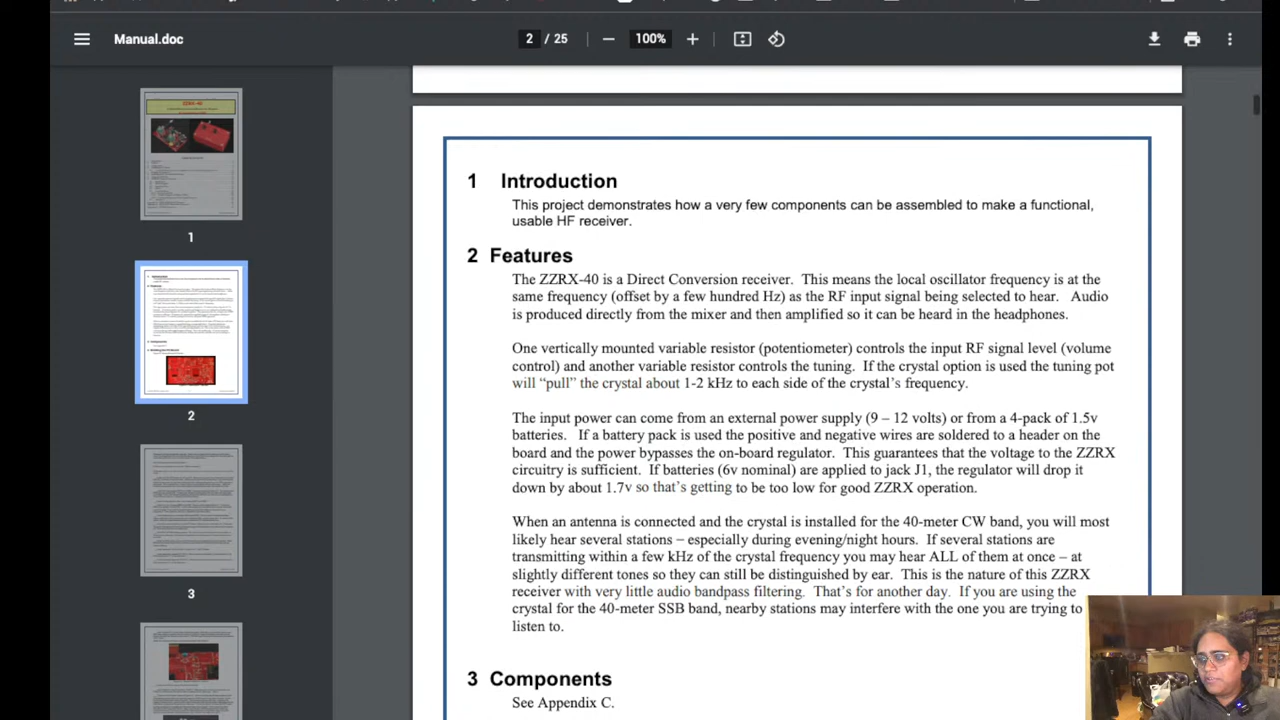 Manual.doc
2 / 25
100%
1
2
3
1 Introduction
This project demonstrates how a very few components can be assembled to make a functional,
usable HF receiver.
2 Features
The ZZRX-40 is a Direct Conversion receiver. This means the local oscillator frequency is at the
same frequency (offset by a few hundred Hz) as the RF input signal being selected to hear. Audio
is produced directly from the mixer and then amplified so it can be heard in the headphones.
One vertically mounted variable resistor (potentiometer) controls the input RF signal level (volume
control) and another variable resistor controls the tuning. If the crystal option is used the tuning pot
will “pull” the crystal about 1-2 kHz to each side of the crystal’s frequency.
The input power can come from an external power supply (9 – 12 volts) or from a 4-pack of 1.5v
batteries. If a battery pack is used the positive and negative wires are soldered to a header on the
board and the power bypasses the on-board regulator. This guarantees that the voltage to the ZZRX
circuitry is sufficient. If batteries (6v nominal) are applied to jack J1, the regulator will drop it
down by about 1.7v so that’s getting to be too low for good ZZRX operation.
When an antenna is connected and the crystal is installed for the 40-meter CW band, you will most
likely hear several stations – especially during evening/night hours. If several stations are
transmitting within a few kHz of the crystal frequency you may hear ALL of them at once – at
slightly different tones so they can still be distinguished by ear. This is the nature of this ZZRX
receiver with very little audio bandpass filtering. That’s for another day. If you are using the
crystal for the 40-meter SSB band, nearby stations may interfere with the one you are trying to
listen to.
3 Components
See Appendix C.